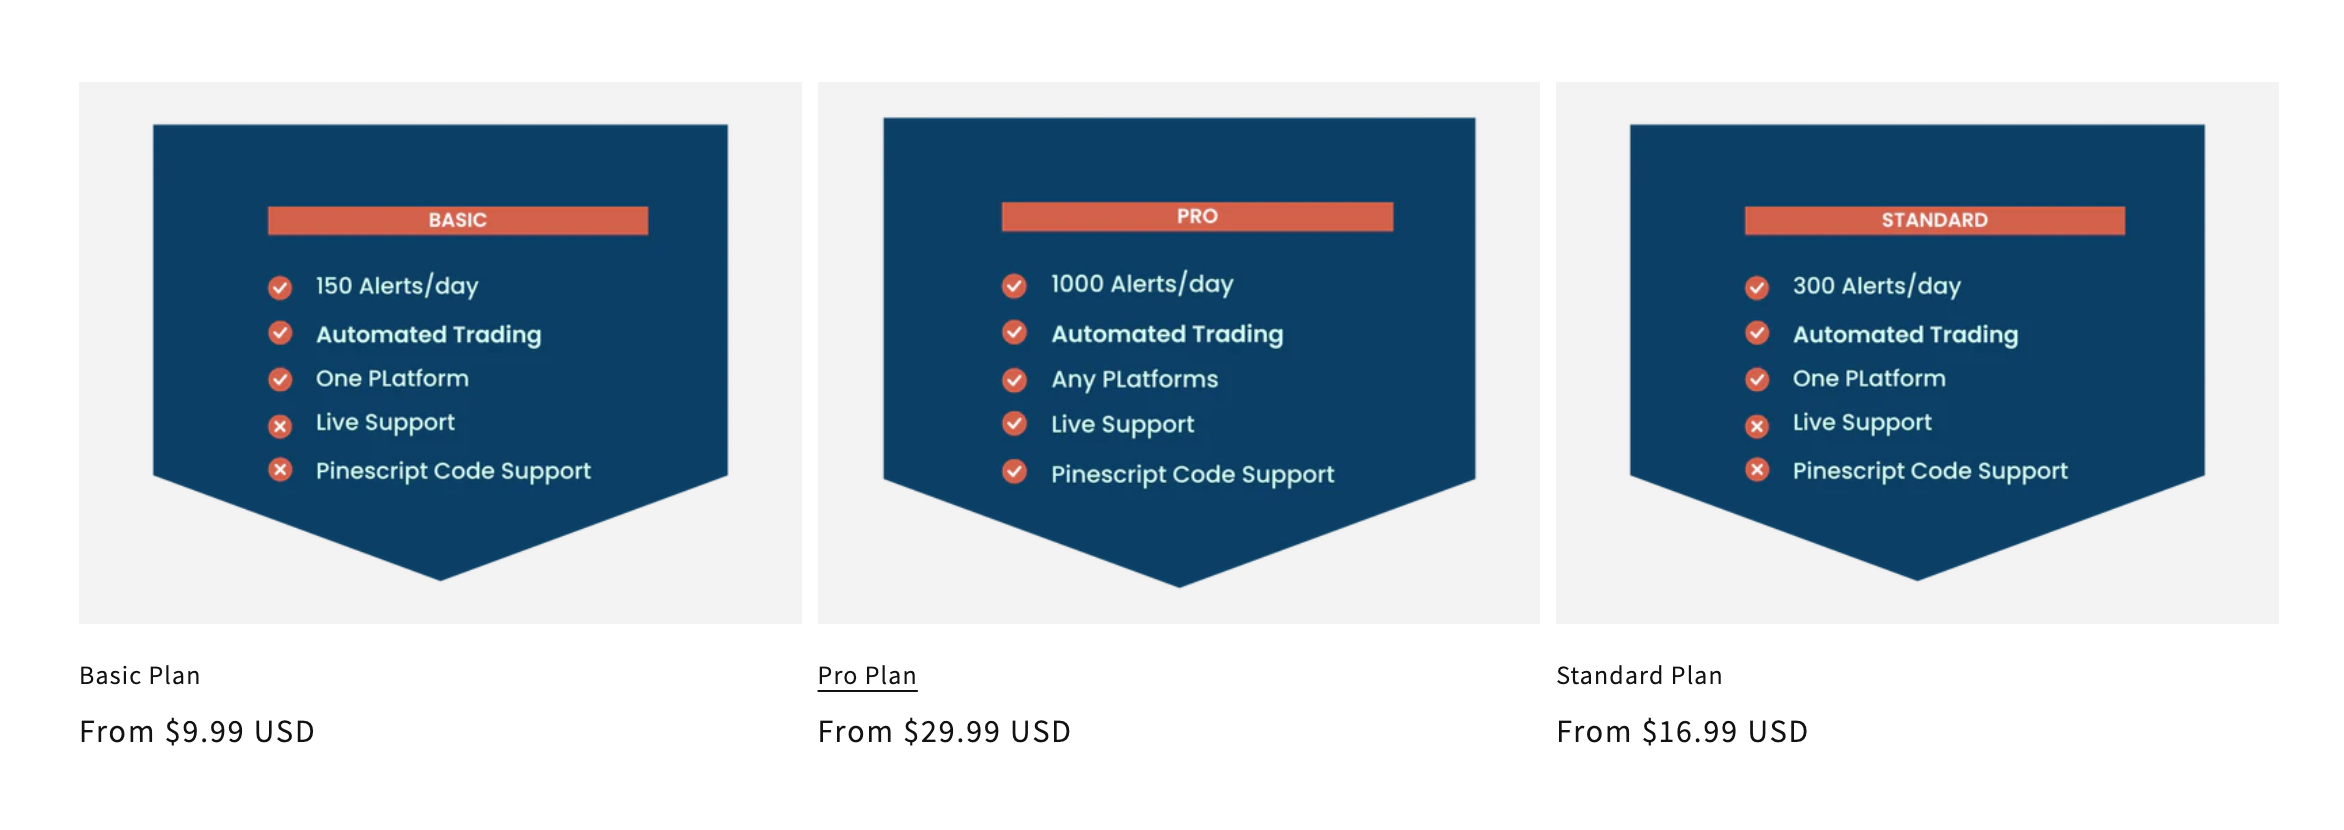 BASIC
150 Alerts/day
Automated Trading
One PLatform
Live Support
Pinescript Code Support
Basic Plan
From $9.99 USD
PRO
1000 Alerts/day
Automated Trading
Any PLatforms
Live Support
Pinescript Code Support
Pro Plan
From $29.99 USD
STANDARD
300 Alerts/day
Automated Trading
One PLatform
Live Support
Pinescript Code Support
Standard Plan
From $16.99 USD